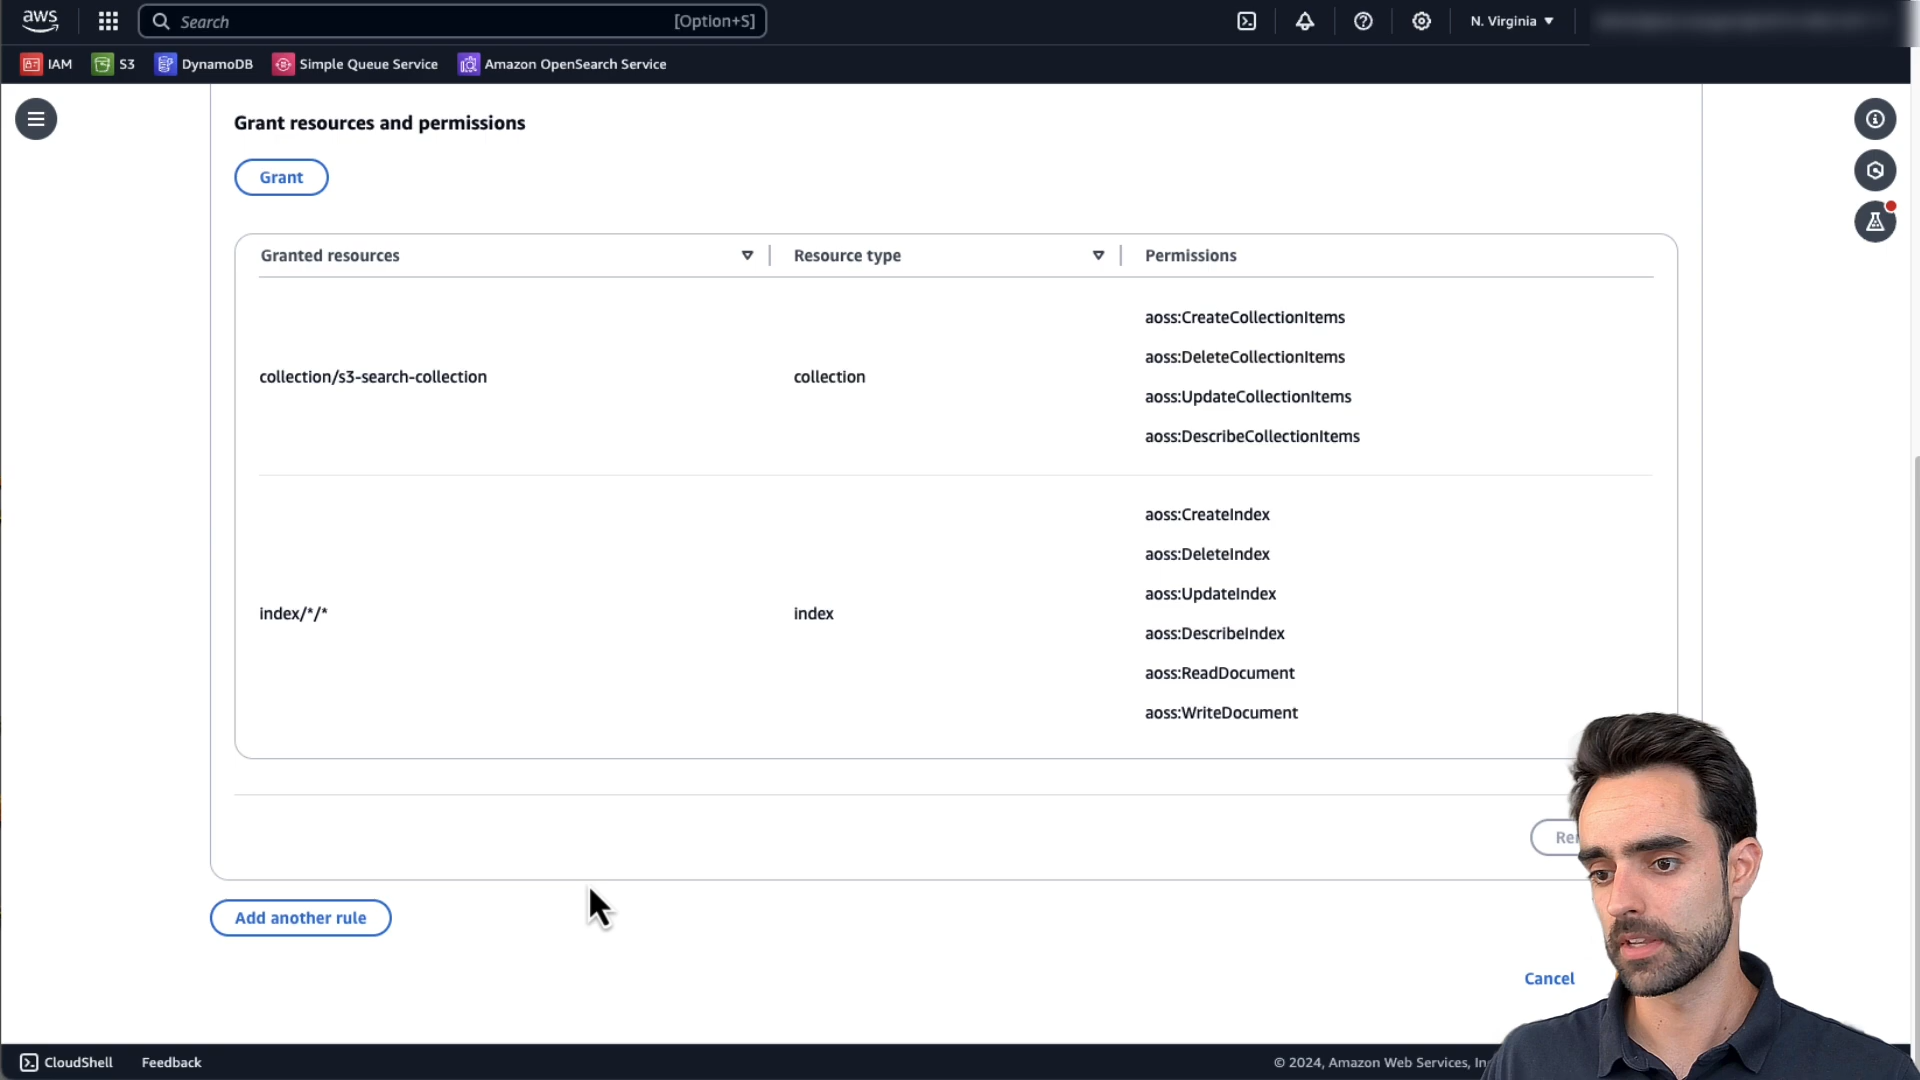 aws
Search [Option+S]
N. Virginia
IAM S3 DynamoDB Simple Queue Service Amazon OpenSearch Service
Grant resources and permissions
Grant
Granted resources Resource type Permissions
aoss:CreateCollectionItems
aoss:DeleteCollectionItems
collection/s3-search-collection collection
aoss:UpdateCollectionItems
aoss:DescribeCollectionItems
aoss:CreateIndex
aoss:DeleteIndex
aoss:UpdateIndex
index/*/* index
aoss:DescribeIndex
aoss:ReadDocument
aoss:WriteDocument
Add another rule
Cancel
CloudShell Feedback © 2024, Amazon Web Services,